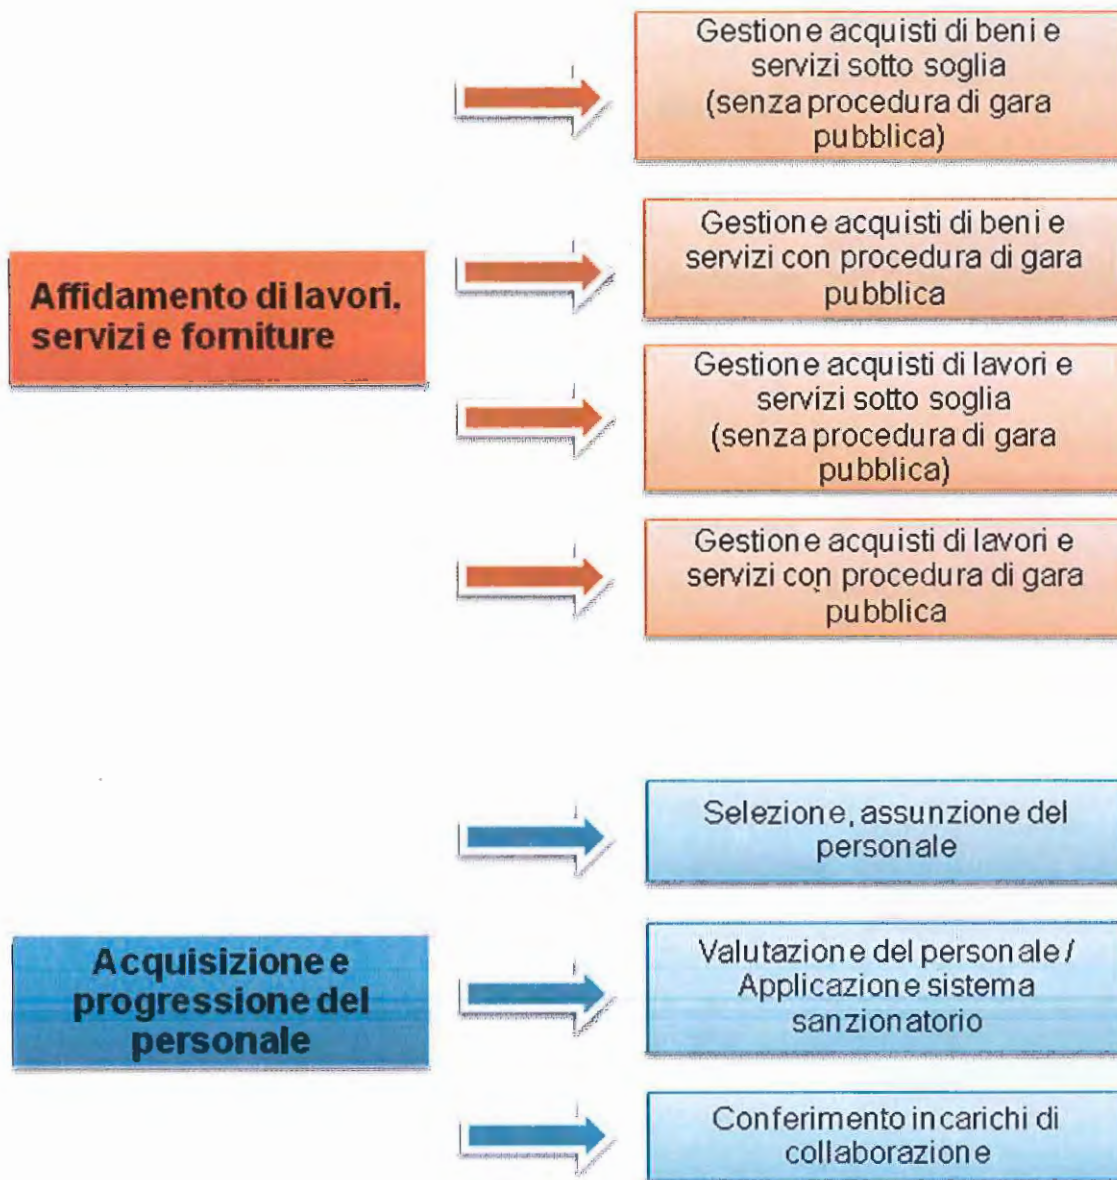 Gestione acquisti di beni e
servizi sotto soglia
(senza procedura di gara
pubblica)
Gestione acquisti di beni e
servizi con procedura di gara
pubblica
Affidamento di lavori,
servizi e forniture
Gestione acquisti di lavori e
servizi sotto soglia
(senza procedura di gara
pubblica)
Gestione acquisti di lavori e
servizi con procedura di gara
pubblica
Selezione, assunzione del
personale
Acquisizione e
progressione del
personale
Valutazione del personale /
Applicazione sistema
sanzionatorio
Conferimento incarichi di
collaborazione